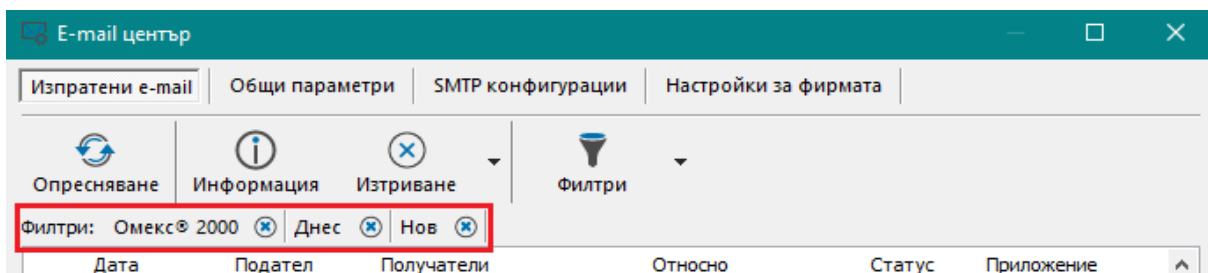 E-mail център
Изпратени e-mail Общи параметри SMTP конфигурации Настройки за фирмата
Опресняване Информация Изтриване Филтри
Филтри: Омекс® 2000 Днес Нов
Дата Подател Получатели Относно Статус Приложение